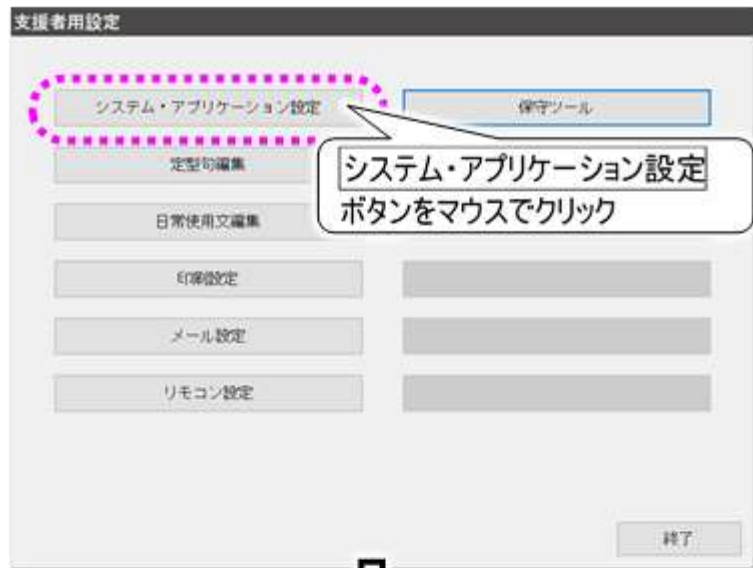 支援者用設定
システム・アプリケーション設定
保守ツール
定型句編集
システム・アプリケーション設定
ボタンをマウスでクリック
日常使用文編集
印刷設定
メール設定
リモコン設定
終了